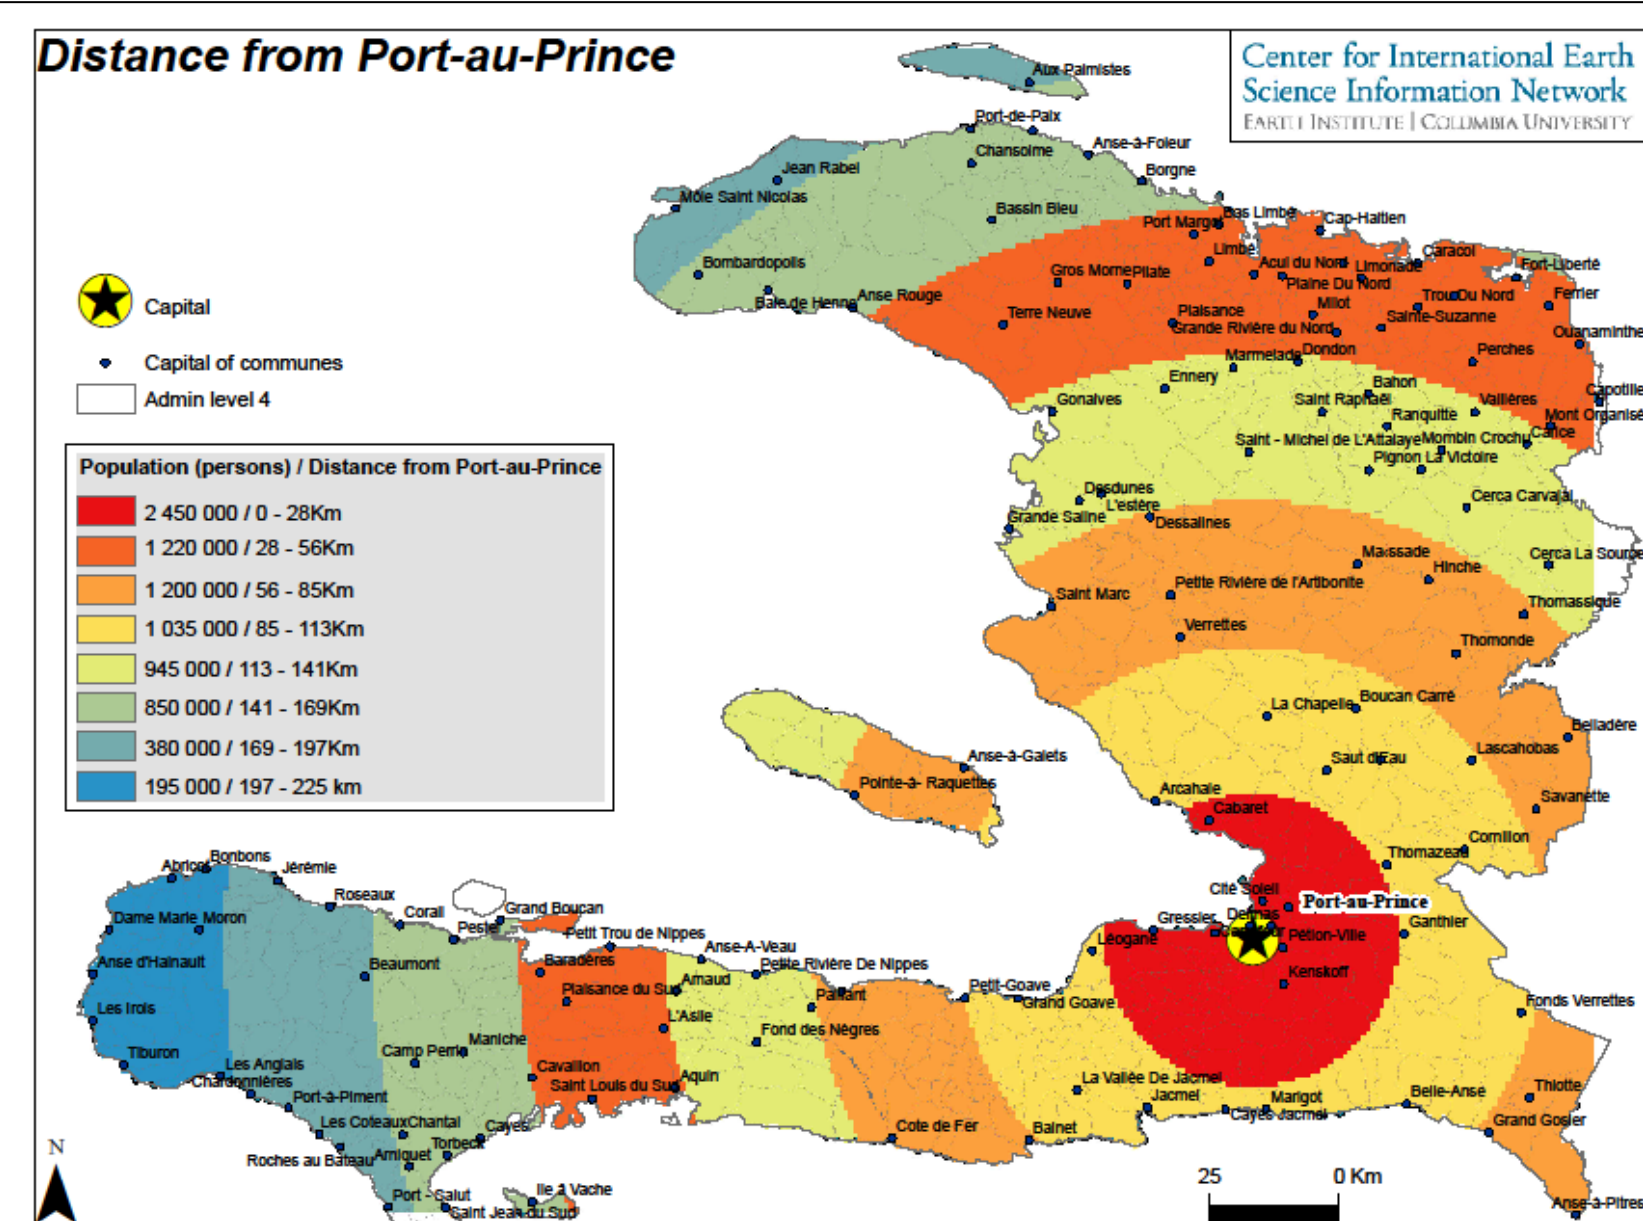 Distance from Port-au-Prince
Center for International Earth
Science Information Network
EARTH INSTITUTE | COLUMBIA UNIVERSITY
Aux Palmistes
Port-de-Paix
Chansolme
Anse-à-Foleur
Borgne
Jean Rabel
Môle Saint Nicolas
Bassin Bleu
Port Margot
Bas Limbé
Cap-Haïtien
Limbé
Acul du Nord
Limonade
Caracol
Fort-Liberté
Bombardopolis
Gros Morne
Pilate
Plaine Du Nord
Baie de Henne
Anse Rouge
Trou Du Nord
Ferrier
Terre Neuve
Plaisance
Milot
Sainte-Suzanne
Grande Rivière du Nord
Ouanaminthe
Marmelade
Dondon
Perches
Ennery
Bahon
Capotille
Gonaïves
Saint Raphaël
Vallières
Ranquitte
Mont Organisé
Saint - Michel de L'Attalaye
Mombin Crochu
Carice
Pignon
La Victoire
Desdunes
Cerca Carvajal
L'estère
Grande Saline
Dessalines
Maïssade
Cerca La Source
Hinche
Petite Rivière de l'Artibonite
Saint Marc
Thomassique
Verrettes
Thomonde
Capital
Capital of communes
Admin level 4
Population (persons) / Distance from Port-au-Prince
2 450 000 / 0 - 28Km
1 220 000 / 28 - 56Km
1 200 000 / 56 - 85Km
1 035 000 / 85 - 113Km
945 000 / 113 - 141Km
850 000 / 141 - 169Km
380 000 / 169 - 197Km
195 000 / 197 - 225 km
La Chapelle
Boucan Carré
Belladère
Lascahobas
Saut d'Eau
Anse-à-Galets
Pointe-à- Raquettes
Arcahaie
Savanette
Cabaret
Cornillon
Thomazeau
Cité Soleil
Port-au-Prince
Delmas
Gressier
Ganthier
Léogane
Pétion-Ville
Kenskoff
Abricots
Bonbons
Jérémie
Roseaux
Corail
Grand Boucan
Pestel
Dame Marie
Moron
Petit Trou de Nippes
Anse-A-Veau
Anse d'Hainault
Beaumont
Baradères
Petite Rivière De Nippes
Arnaud
Petit-Goave
Plaisance du Sud
Paillant
Grand Goave
Fonds Verrettes
Les Irois
L'Asile
Fond des Nègres
Maniche
Tiburon
Camp Perrin
Les Anglais
Cavaillon
Aquin
La Vallée De Jacmel
Chardonnières
Saint Louis du Sud
Belle-Anse
Thiotte
Port-à-Piment
Jacmel
Marigot
Cayes Jacmel
Les Coteaux
Chantal
Cayes
Cote de Fer
Bainet
Grand Gosier
Torbeck
Roches au Bateau
Arniquet
N
25
0 Km
Port - Salut
Ile à Vache
Saint Jean du Sud
Anse-à-Pitres